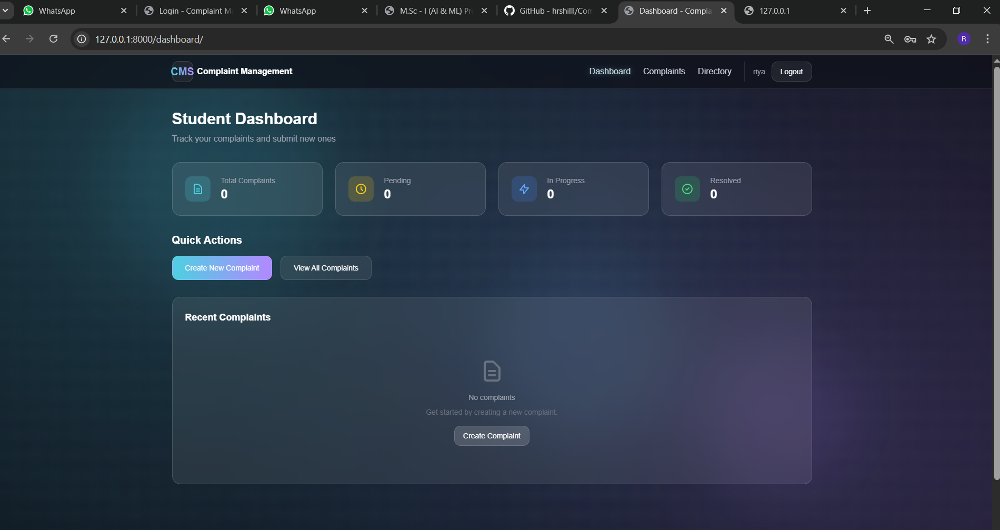 WhatsApp
Login - Complaint Ma
WhatsApp
M.Sc - I (AI & ML) Pr
GitHub - hrshilll/Com
Dashboard - Compla
127.0.0.1
127.0.0.1:8000/dashboard/
R
CMS Complaint Management
Dashboard
Complaints
Directory
riya
Logout
Student Dashboard
Track your complaints and submit new ones
Total Complaints
0
Pending
0
In Progress
0
Resolved
0
Quick Actions
Create New Complaint
View All Complaints
Recent Complaints
No complaints
Get started by creating a new complaint.
Create Complaint